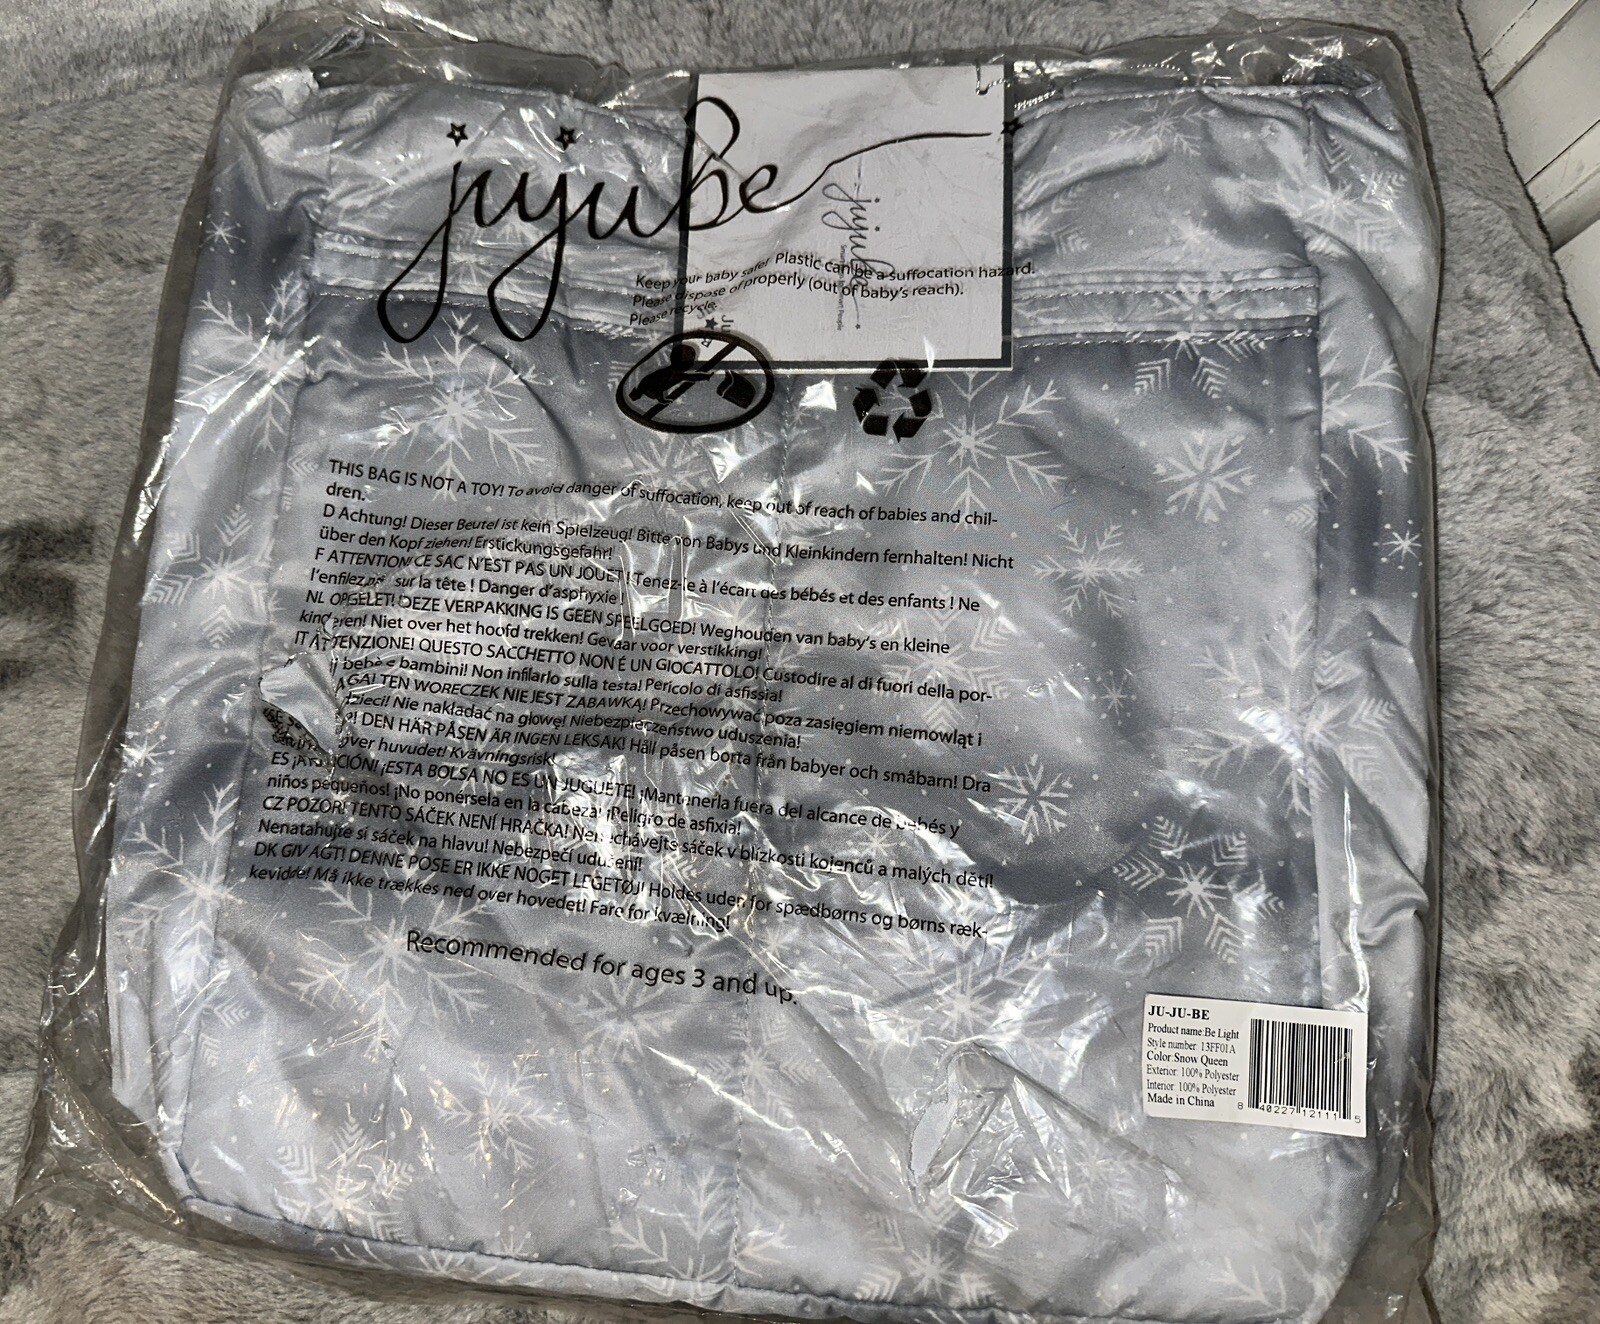 jujube
jujube
Keep your baby safe! Plastic can be a suffocation hazard.
Please dispose of properly (out of baby's reach).
Please recycle.
THIS BAG IS NOT A TOY! To avoid danger of suffocation, keep out of reach of babies and chil-
dren.
D Achtung! Dieser Beutel ist kein Spielzeug! Bitte von Babys und Kleinkindern fernhalten! Nicht
über den Kopf ziehen! Erstickungsgefahr!
F ATTENTION! CE SAC N'EST PAS UN JOUET! Tenez-le à l'écart des bébés et des enfants ! Ne
l'enfilez pas sur la tête ! Danger d'asphyxie !
NL OPGELET! DEZE VERPAKKING IS GEEN SPEELGOED! Weghouden van baby's en kleine
kinderen! Niet over het hoofd trekken! Gevaar voor verstikking!
IT ATTENZIONE! QUESTO SACCHETTO NON É UN GIOCATTOLO! Custodire al di fuori della por-
bebè e bambini! Non infilarlo sulla testa! Pericolo di asfissia!
AGA! TEN WORECZEK NIE JEST ZABAWKĄ! Przechowywać poza zasięgiem niemowląt i
dzieci! Nie nakładać na głowę! Niebezpieczeństwo uduszenia!
P! DEN HÄR PÅSEN ÄR INGEN LEKSAK! Håll påsen borta från babyer och småbarn! Dra
över huvudet! Kvävningsrisk!
ES ¡ATENCIÓN! ¡ESTA BOLSA NO ES UN JUGUETE! ¡Mantenerla fuera del alcance de bebés y
niños pequeños! ¡No ponérsela en la cabeza! ¡Peligro de asfixia!
CZ POZOR! TENTO SÁČEK NENÍ HRAČKA! Nenechávejte sáček v blízkosti kojenců a malých dětí!
Nenatahujte si sáček na hlavu! Nebezpečí udušení!
DK GIV AGT! DENNE POSE ER IKKE NOGET LEGETØJ! Holdes uden for spædbørns og børns ræk-
kevidde! Må ikke trækkes ned over hovedet! Fare for kvælning!
Recommended for ages 3 and up.
JU-JU-BE
Product name:Be Light
Style number: 13FF01A
Color:Snow Queen
Exterior: 100% Polyester
Interior: 100% Polyester
Made in China
8 40227 12111 5